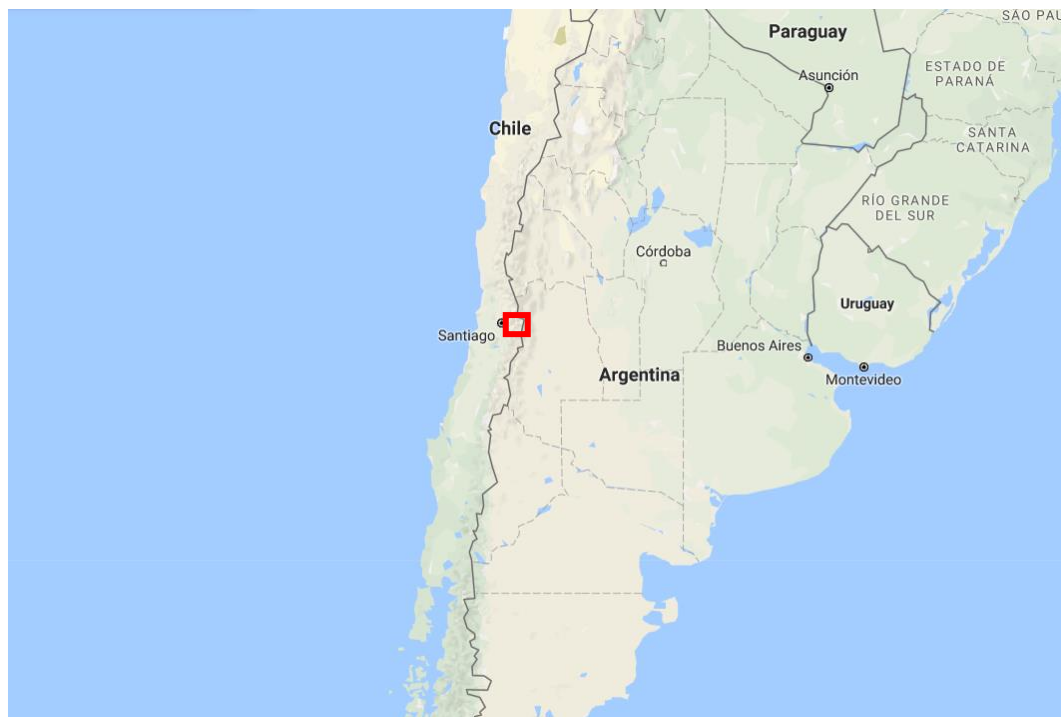 SÃO PAU
Paraguay
ESTADO DE
PARANÁ
Asunción
Chile
SANTA
CATARINA
RÍO GRANDE
DEL SUR
Córdoba
Uruguay
Santiago
Buenos Aires
Argentina
Montevideo